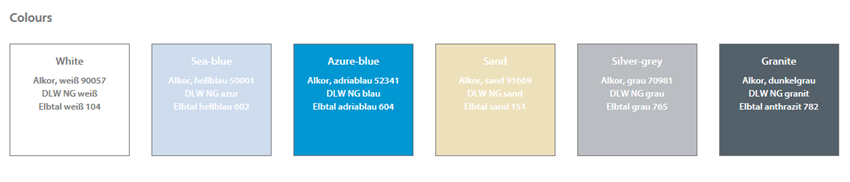 Colours
White
Alkor, weiß 90057
DLW NG weiß
Elbtal weiß 104
Sea-blue
Alkor, hellblau 50001
DLW NG azur
Elbtal hellblau 602
Azure-blue
Alkor, adriablau 52341
DLW NG blau
Elbtal adriablau 604
Sand
Alkor, sand 91669
DLW NG sand
Elbtal sand 151
Silver-grey
Alkor, grau 70981
DLW NG grau
Elbtal grau 765
Granite
Alkor, dunkelgrau
DLW NG granit
Elbtal anthrazit 782